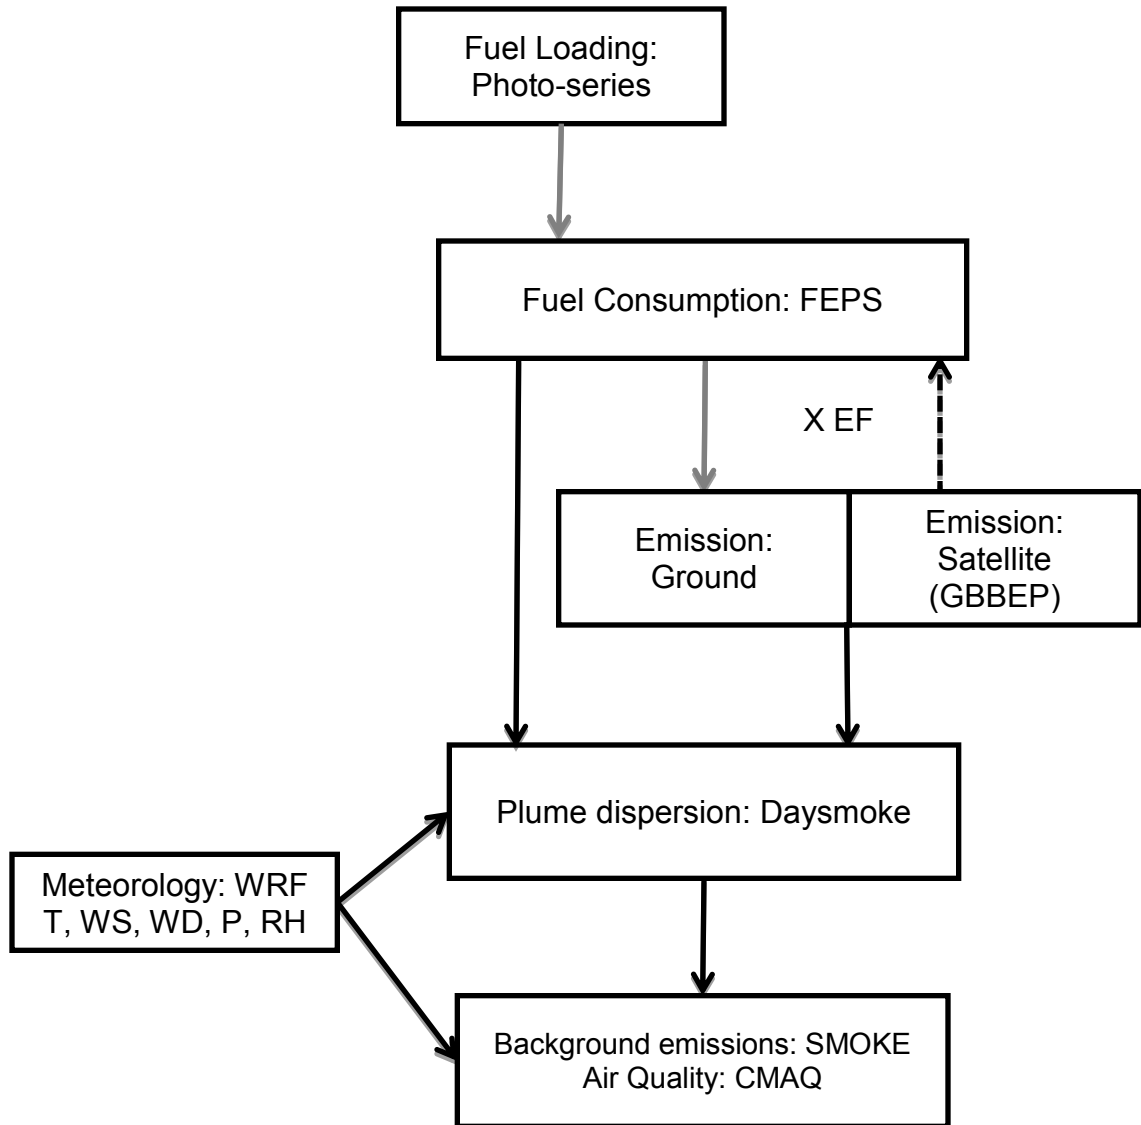 Fuel Loading:
Photo-series
Fuel Consumption: FEPS
X EF
Emission:
Ground
Emission:
Satellite
(GBBEP)
Plume dispersion: Daysmoke
Meteorology: WRF
T, WS, WD, P, RH
Background emissions: SMOKE
Air Quality: CMAQ